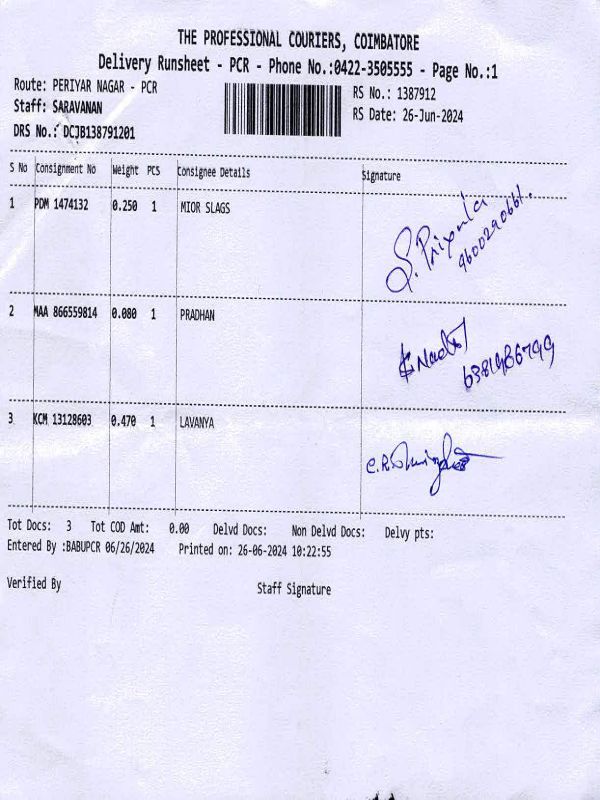 THE PROFESSIONAL COURIERS, COIMBATORE
Delivery Runsheet - PCR - Phone No.:0422-3505555 - Page No.:1
Route: PERIYAR NAGAR - PCR
RS No.: 1387912
Staff: SARAVANAN
RS Date: 26-Jun-2024
DRS No.: DCJB138791201
S No Consignment No Weight PCS Consignee Details Signature
1 PDM 1474132 0.250 1 MIOR SLAGS
S. Priyanka
9600290661.
2 MAA 866559814 0.080 1 PRADHAN
6381986799
3 KCM 13128603 0.470 1 LAVANYA
Tot Docs: 3 Tot COD Amt: 0.00 Delvd Docs: Non Delvd Docs: Delvy pts:
Entered By :BABUPCR 06/26/2024 Printed on: 26-06-2024 10:22:55
Verified By Staff Signature